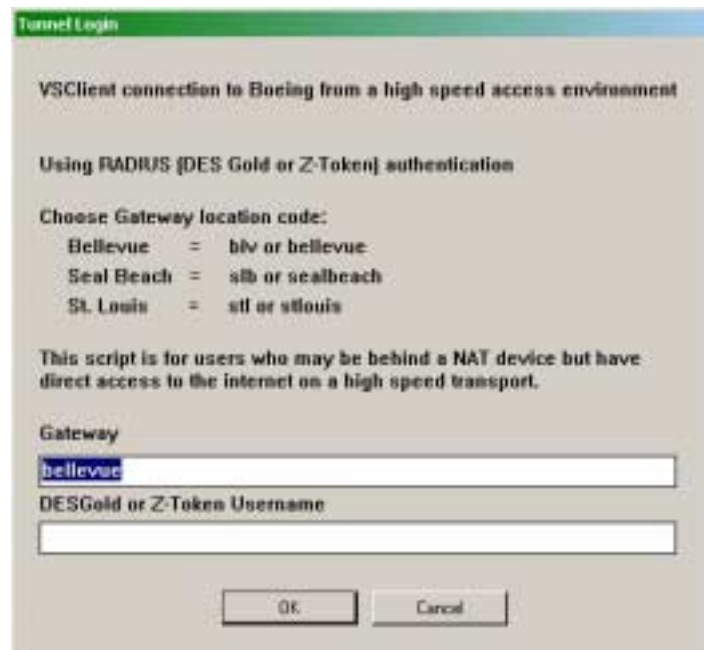 Tunnel Login
VSClient connection to Boeing from a high speed access environment
Using RADIUS (DES Gold or Z-Token) authentication
Choose Gateway location code:
Bellevue = blv or bellevue
Seal Beach = slb or sealbeach
St. Louis = stl or stlouis
This script is for users who may be behind a NAT device but have
direct access to the internet on a high speed transport.
Gateway
bellevue
DESGold or Z-Token Username
OK Cancel